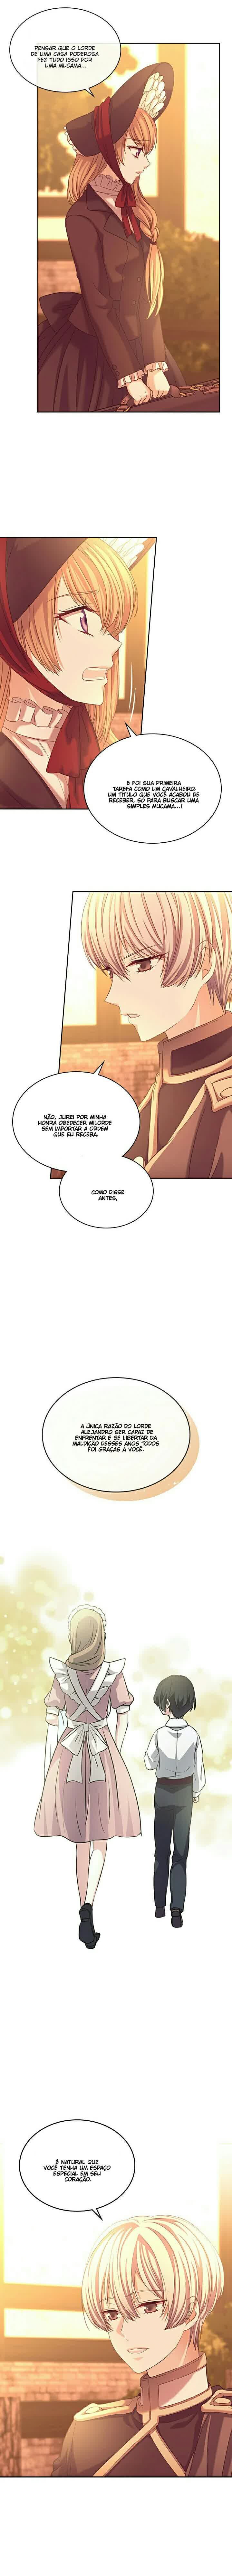 PENSAR QUE O LORDE
DE UMA CASA PODEROSA
FEZ TUDO ISSO POR
UMA MUCAMA...
E FOI SUA PRIMEIRA
TAREFA COMO UM CAVALHEIRO.
UM TÍTULO QUE VOCÊ ACABOU DE
RECEBER, SÓ PARA BUSCAR UMA
SIMPLES MUCAMA...!
NÃO, JUREI POR MINHA
HONRA OBEDECER MILORDE
SEM IMPORTAR A ORDEM
QUE EU RECEBA.
COMO DISSE
ANTES,
A ÚNICA RAZÃO DO LORDE
ALEJANDRO SER CAPAZ DE
ENFRENTAR E SE LIBERTAR DA
MALDIÇÃO DESSES ANOS TODOS
FOI GRAÇAS A VOCÊ.
É NATURAL QUE
VOCÊ TENHA UM ESPAÇO
ESPECIAL EM SEU
CORAÇÃO.